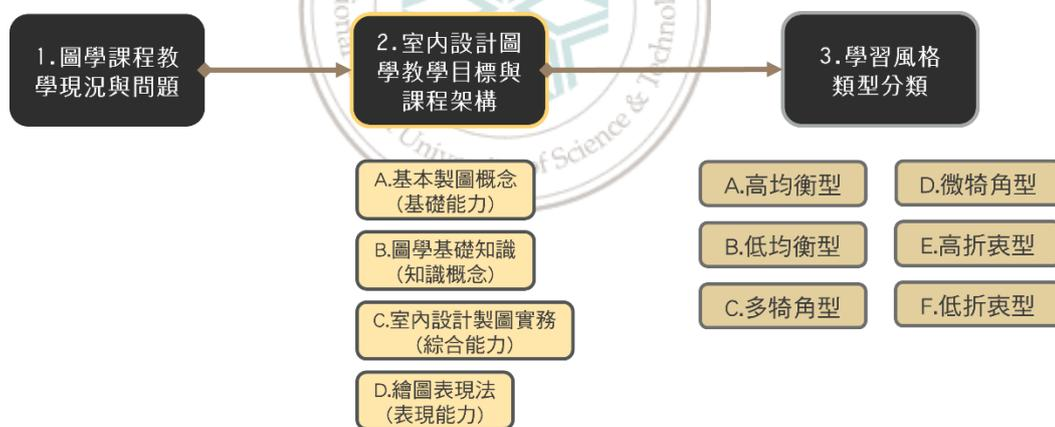 1.圖學課程教
學現況與問題
2.室内設計圖
學教學目標與
課程架構
3.學習風格
類型分類
A.基本製圖概念
(基礎能力)
B.圖學基礎知識
(知識概念)
C.室內設計製圖實務
(綜合能力)
D.繪圖表現法
(表現能力)
A.高均衡型
D.微犄角型
B.低均衡型
E.高折衷型
C.多犄角型
F.低折衷型
of Science & Technol